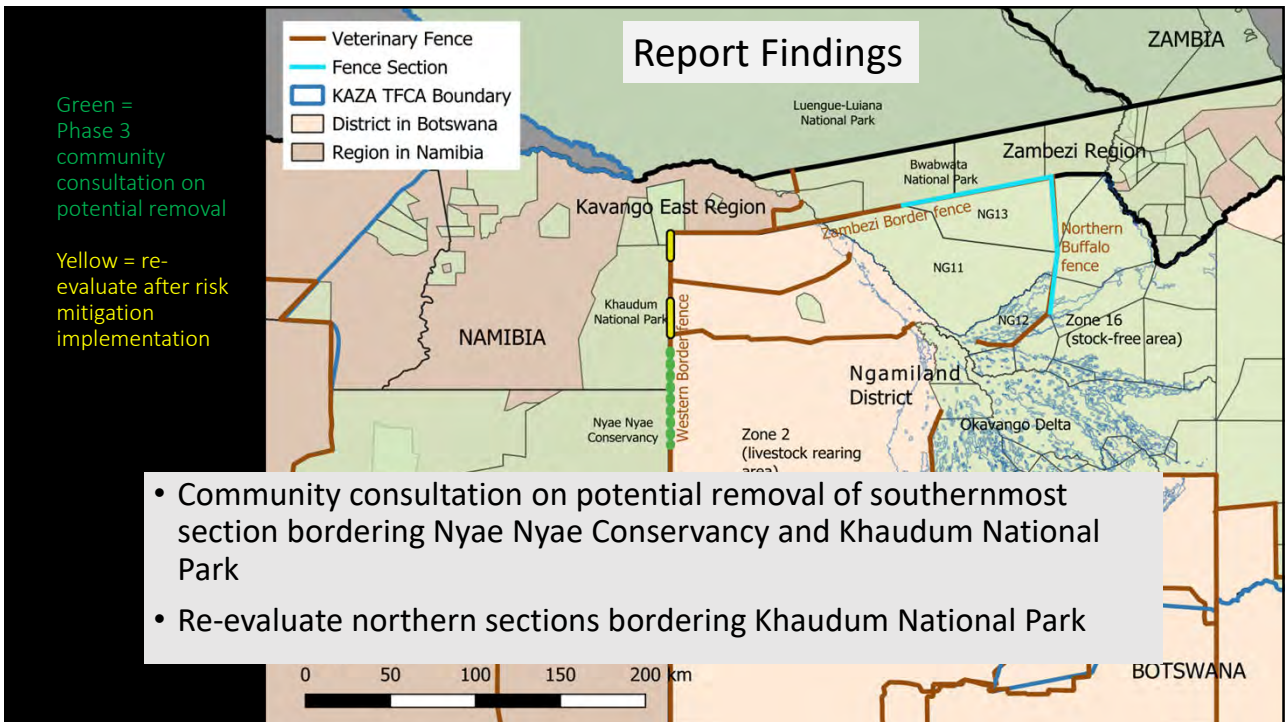 Report Findings
Green =
Phase 3
community
consultation on
potential removal
Yellow = re-
evaluate after risk
mitigation
implementation
Veterinary Fence
Fence Section
KAZA TFCA Boundary
District in Botswana
Region in Namibia
ZAMBIA
Luengue-Luiana
National Park
Zambezi Region
Bwabwata
National Park
Kavango East Region
Zambezi Border fence
NG13
Northern
Buffalo
fence
NG11
Khaudum
National Park
NAMIBIA
Western Border fence
NG12
Zone 16
(stock-free area)
Ngamiland
District
Nyae Nyae
Conservancy
Okavango Delta
Zone 2
(livestock rearing
area)
• Community consultation on potential removal of southernmost
section bordering Nyae Nyae Conservancy and Khaudum National
Park
• Re-evaluate northern sections bordering Khaudum National Park
0 50 100 150 200 km
BOTSWANA